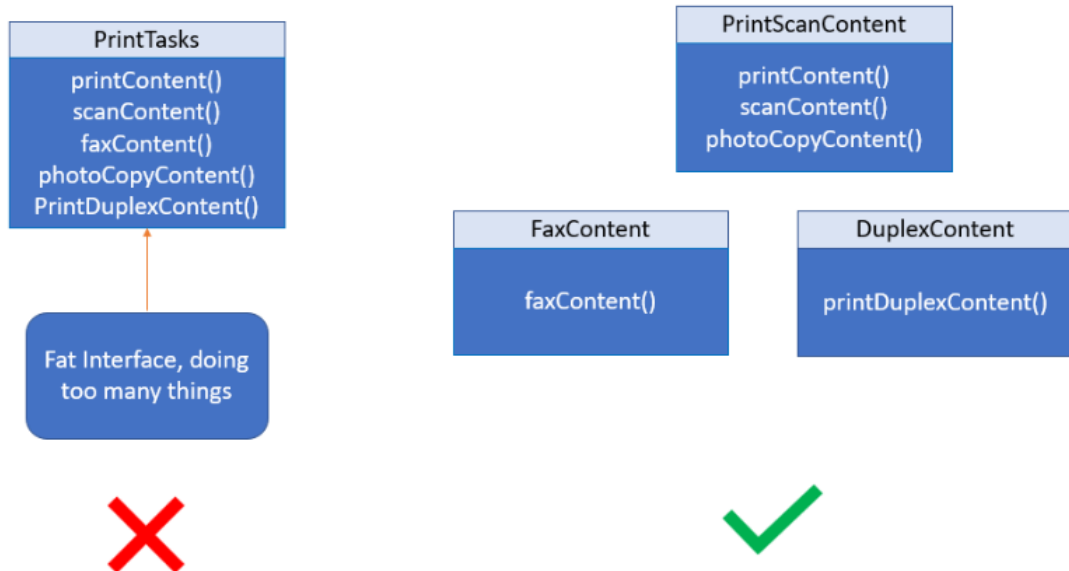 PrintTasks
printContent()
scanContent()
faxContent()
photoCopyContent()
PrintDuplexContent()
Fat Interface, doing
too many things
PrintScanContent
printContent()
scanContent()
photoCopyContent()
FaxContent
faxContent()
DuplexContent
printDuplexContent()